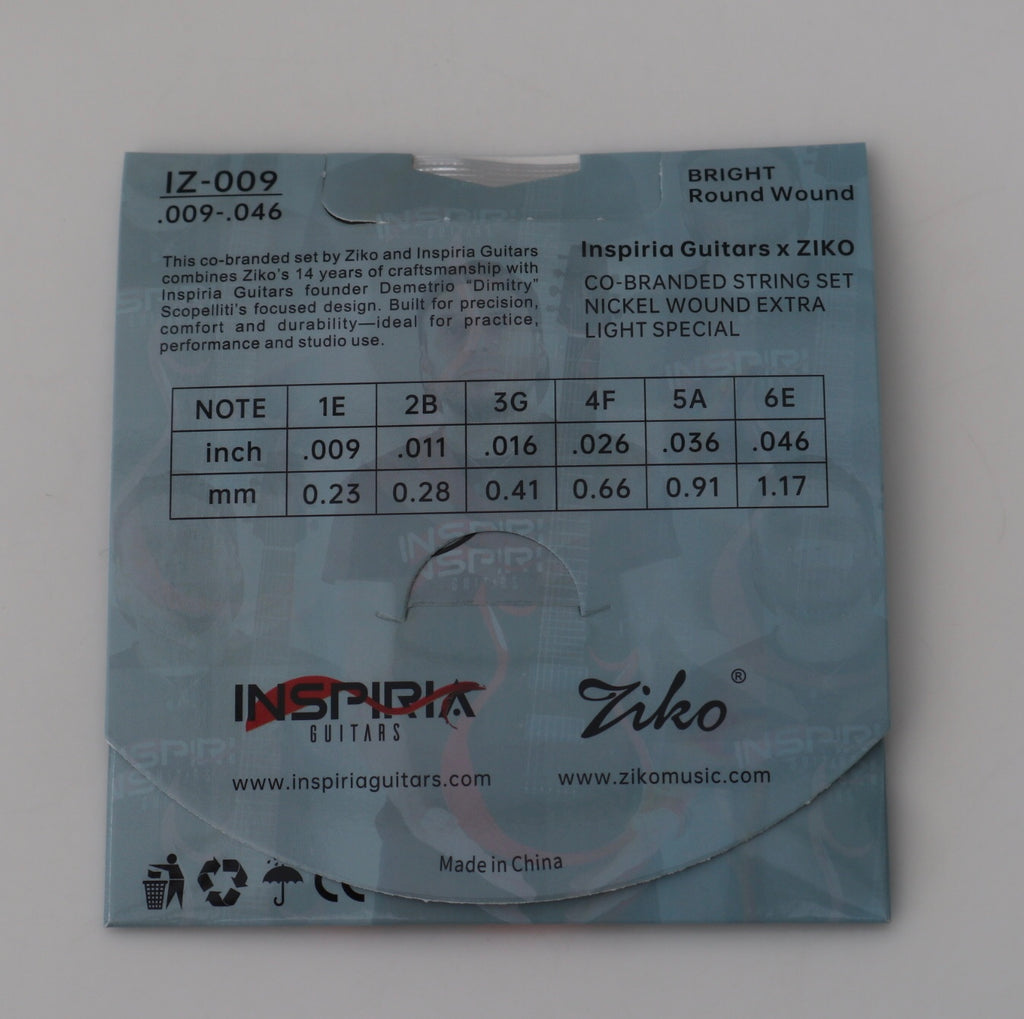 IZ-009
.009-.046
BRIGHT
Round Wound
This co-branded set by Ziko and Inspiria Guitars
combines Ziko's 14 years of craftsmanship with
Inspiria Guitars founder Demetrio "Dimitry"
Scopelliti's focused design. Built for precision,
comfort and durability—ideal for practice,
performance and studio use.
Inspiria Guitars x ZIKO
CO-BRANDED STRING SET
NICKEL WOUND EXTRA
LIGHT SPECIAL
NOTE 1E 2B 3G 4F 5A 6E
inch .009 .011 .016 .026 .036 .046
mm 0.23 0.28 0.41 0.66 0.91 1.17
INSPIRIA
GUITARS
Ziko®
www.inspiriaguitars.com
www.zikomusic.com
Made in China